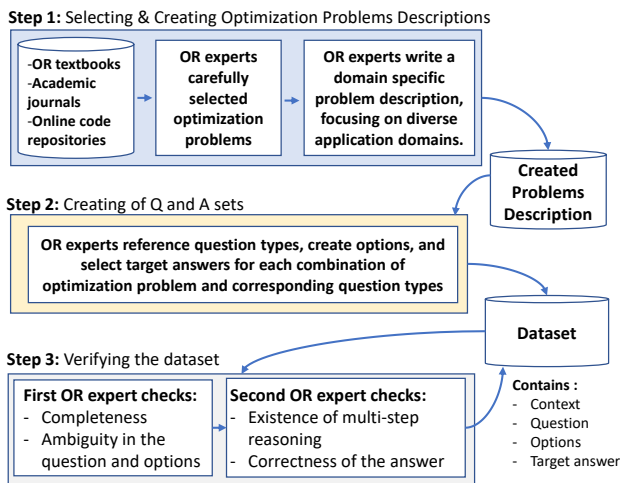 Step 1: Selecting & Creating Optimization Problems Descriptions
-OR textbooks
-Academic
journals
-Online code
repositories
OR experts
carefully
selected
optimization
problems
OR experts write a
domain specific
problem description,
focusing on diverse
application domains.
Created
Problems
Description
Step 2: Creating of Q and A sets
OR experts reference question types, create options, and
select target answers for each combination of
optimization problem and corresponding question types
Dataset
Step 3: Verifying the dataset
First OR expert checks:
- Completeness
- Ambiguity in the
question and options
Second OR expert checks:
- Existence of multi-step
reasoning
- Correctness of the answer
Contains :
- Context
- Question
- Options
- Target answer